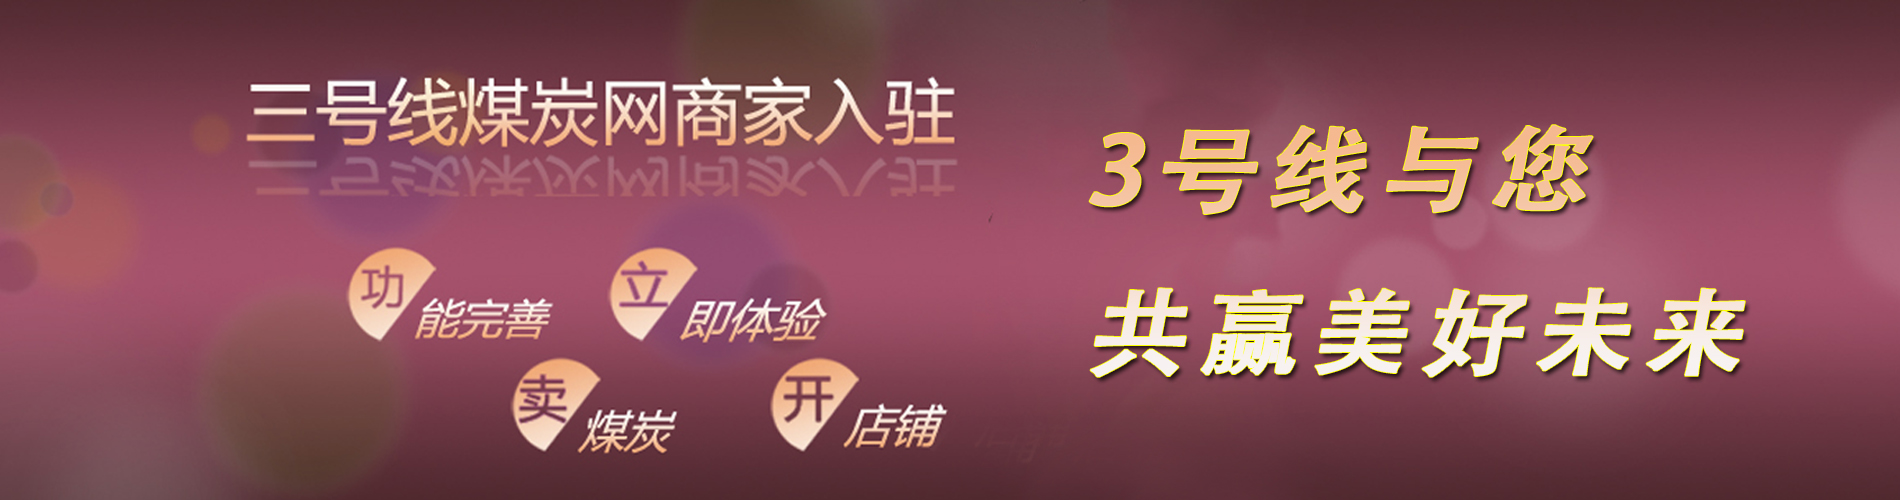 三号线煤炭网商家入驻
功能完善 立即体验
卖煤炭 开店铺
3号线与您
共赢美好未来